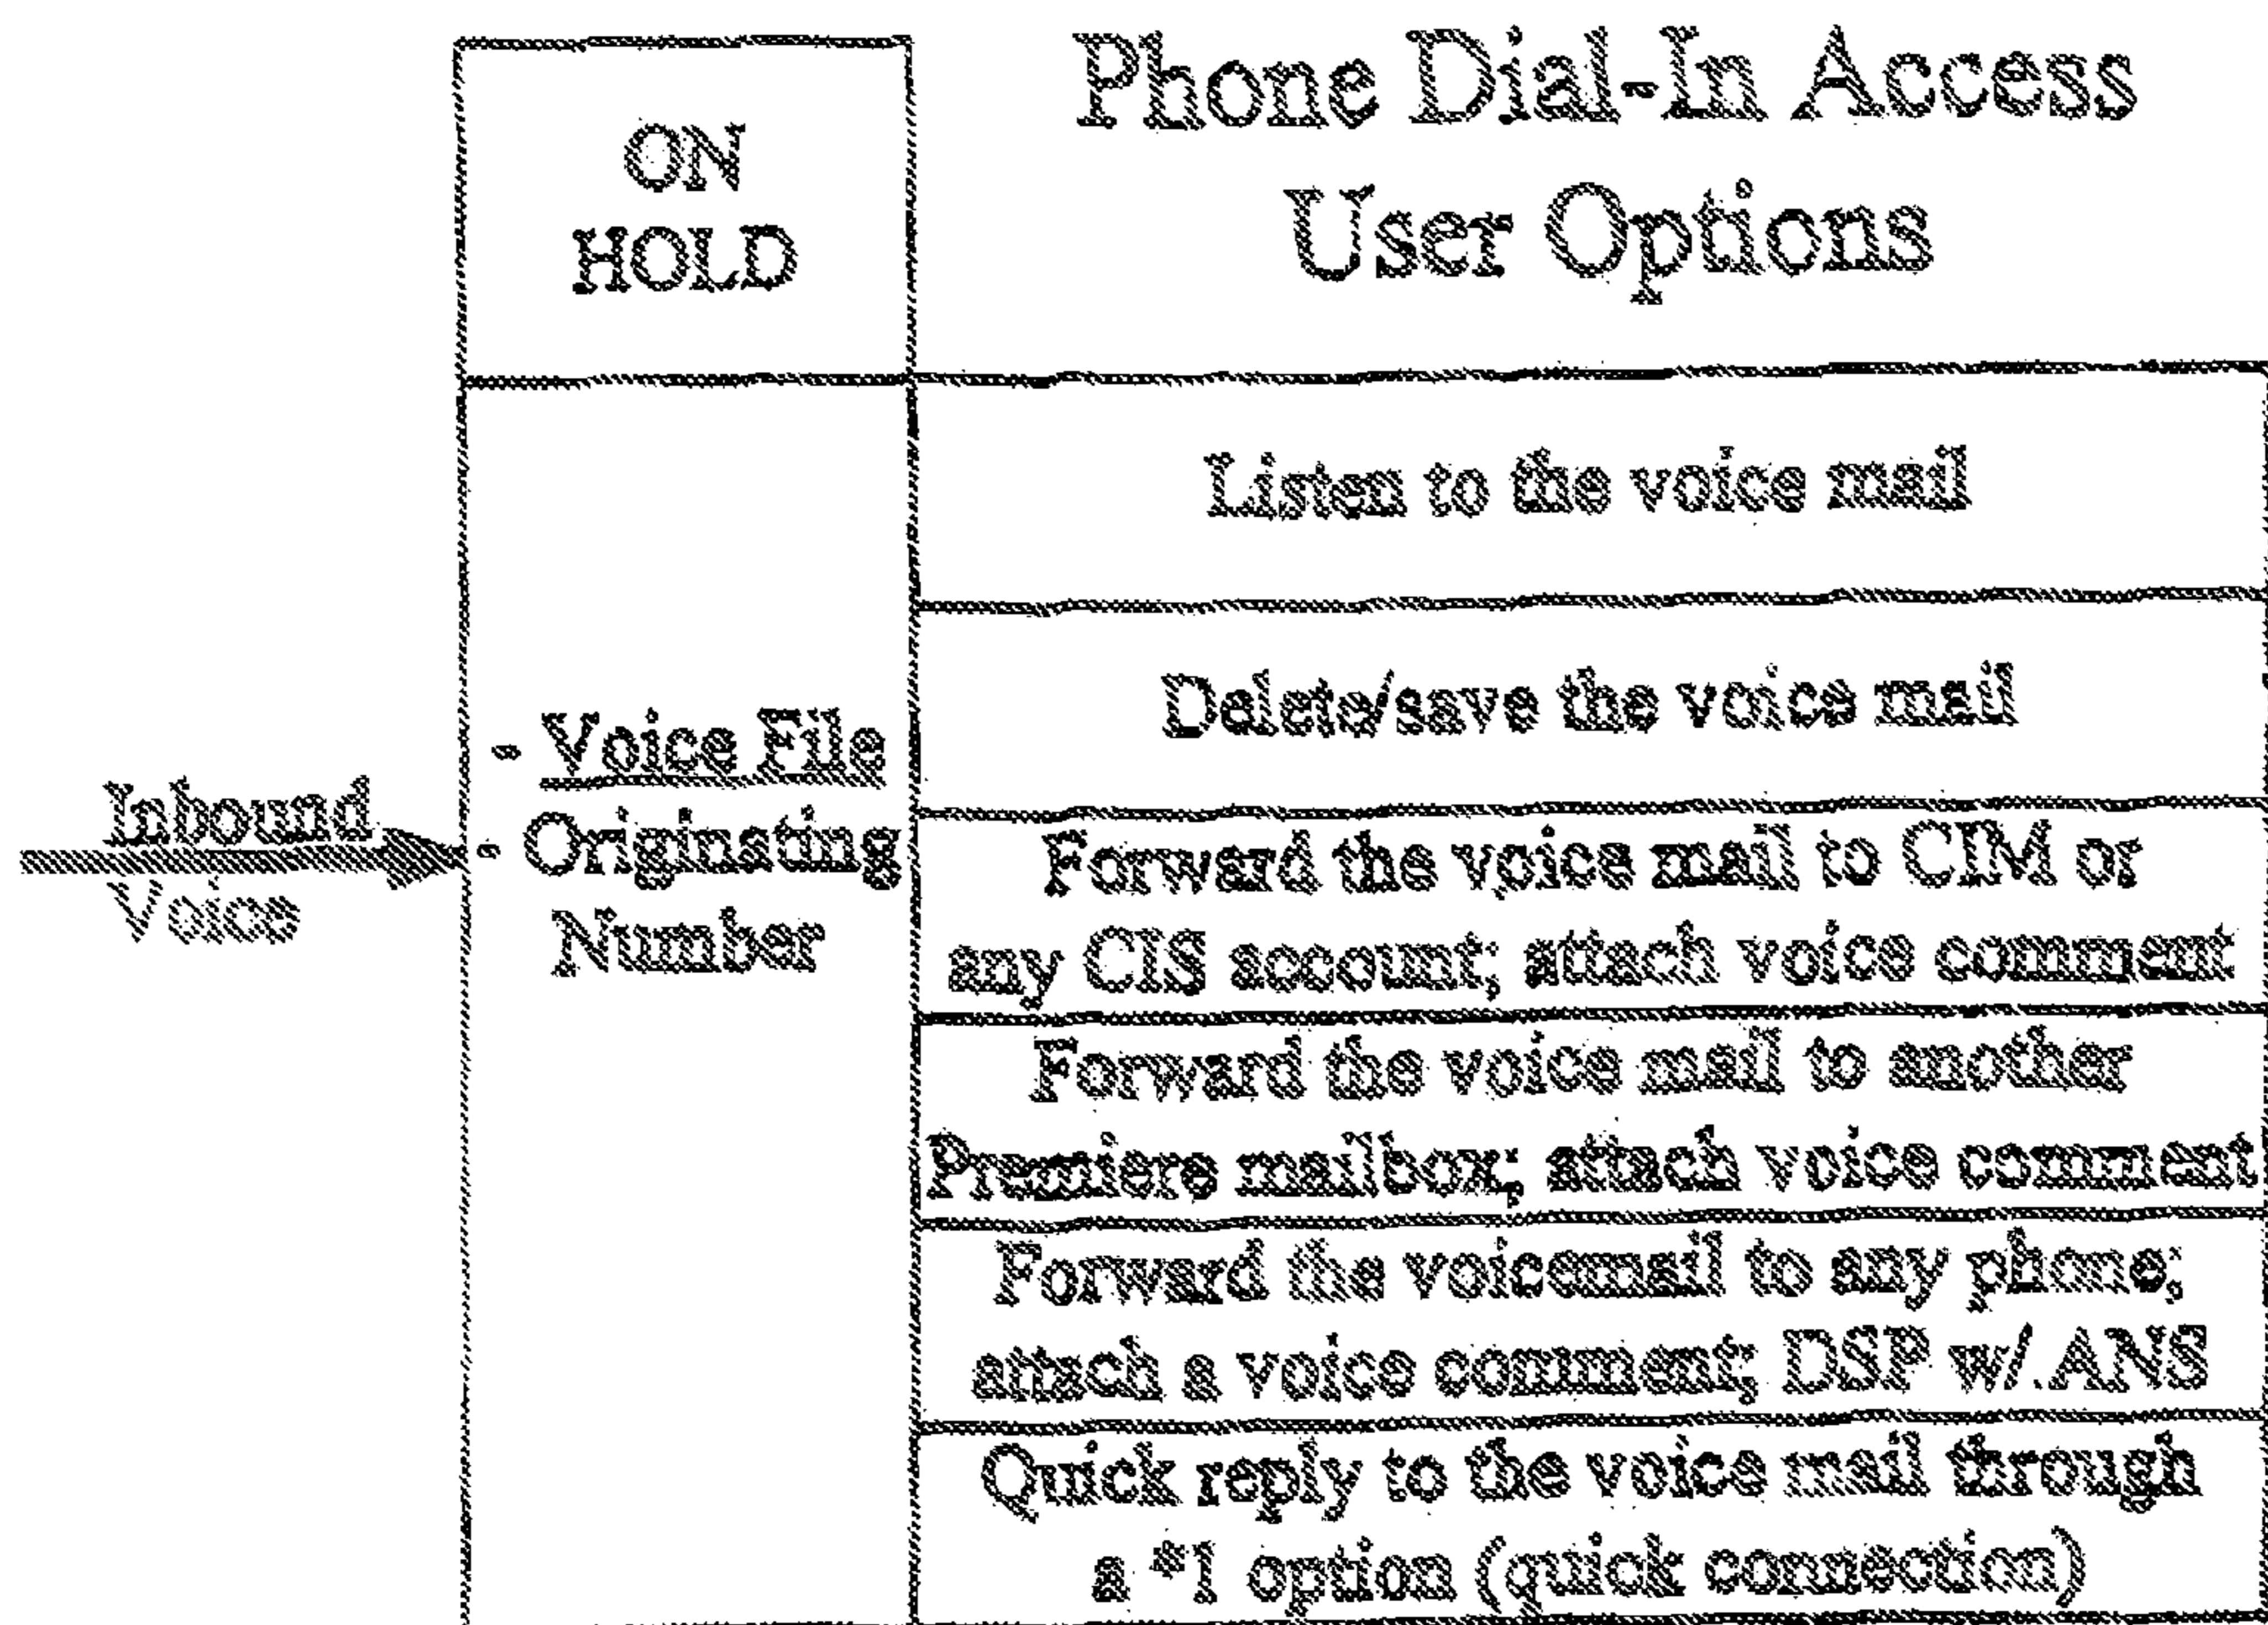 ON
HOLD
Phone Dial-In Access
User Options
Inbound
Voice
- Voice File
- Originating
Number
Listen to the voice mail
Delete/save the voice mail
Forward the voice mail to CIM or
any CIS account; attach voice comment
Forward the voice mail to another
Premiere mailbox; attach voice comment
Forward the voicemail to any phone;
attach a voice comment; DSP w/ ANS
Quick reply to the voice mail through
a #1 option (quick connection)